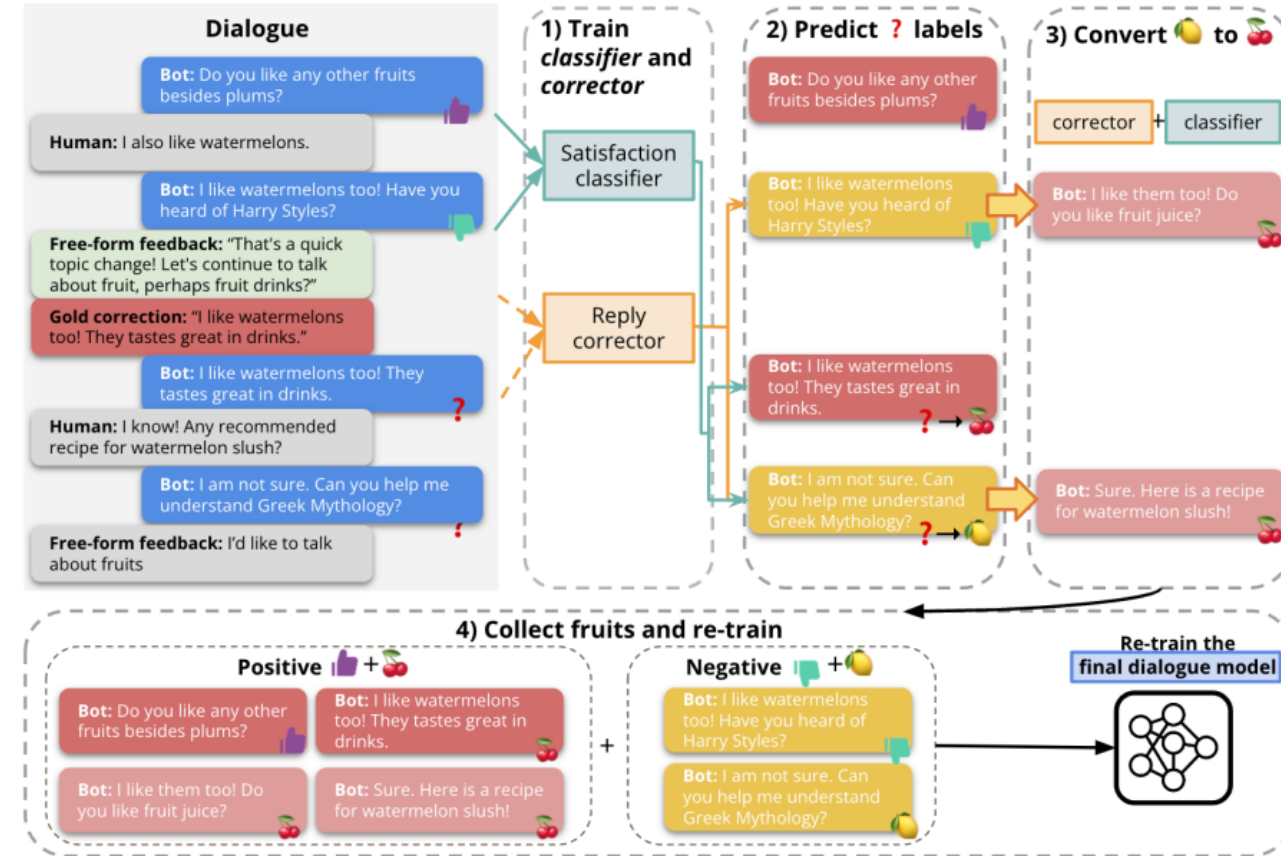 Dialogue
Bot: Do you like any other fruits
besides plums?
Human: I also like watermelons.
Bot: I like watermelons too! Have you
heard of Harry Styles?
Free-form feedback: “That's a quick
topic change! Let's continue to talk
about fruit, perhaps fruit drinks?”
Gold correction: “I like watermelons
too! They tastes great in drinks.”
Bot: I like watermelons too! They
tastes great in drinks.
?
Human: I know! Any recommended
recipe for watermelon slush?
Bot: I am not sure. Can you help me
understand Greek Mythology?
?
Free-form feedback: I’d like to talk
about fruits
1) Train
classifier and
corrector
Satisfaction
classifier
Reply
corrector
2) Predict ? labels
Bot: Do you like any other
fruits besides plums?
Bot: I like watermelons
too! Have you heard of
Harry Styles?
Bot: I like watermelons
too! They tastes great in
drinks.
? →
Bot: I am not sure. Can
you help me understand
Greek Mythology?
? →
3) Convert 🍋 to 🍒
corrector + classifier
Bot: I like them too! Do
you like fruit juice?
Bot: Sure. Here is a recipe
for watermelon slush!
4) Collect fruits and re-train
Positive +
Bot: Do you like any other
fruits besides plums?
Bot: I like watermelons
too! They tastes great in
drinks.
Bot: I like them too! Do
you like fruit juice?
Bot: Sure. Here is a recipe
for watermelon slush!
+
Negative +
Bot: I like watermelons
too! Have you heard of
Harry Styles?
Bot: I am not sure. Can
you help me understand
Greek Mythology?
Re-train the
final dialogue model